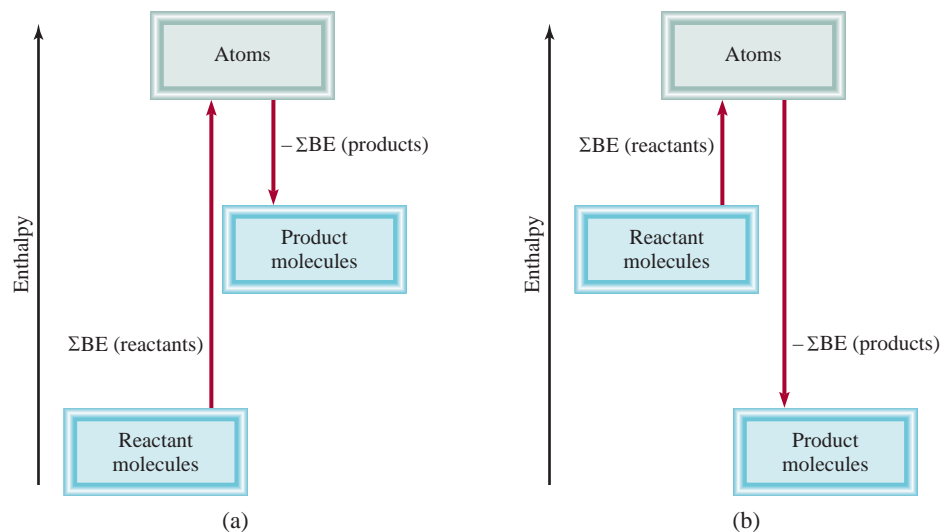 Atoms
– ΣBE (products)
Product
molecules
Enthalpy
ΣBE (reactants)
Reactant
molecules
(a)
Atoms
ΣBE (reactants)
Reactant
molecules
Enthalpy
– ΣBE (products)
Product
molecules
(b)